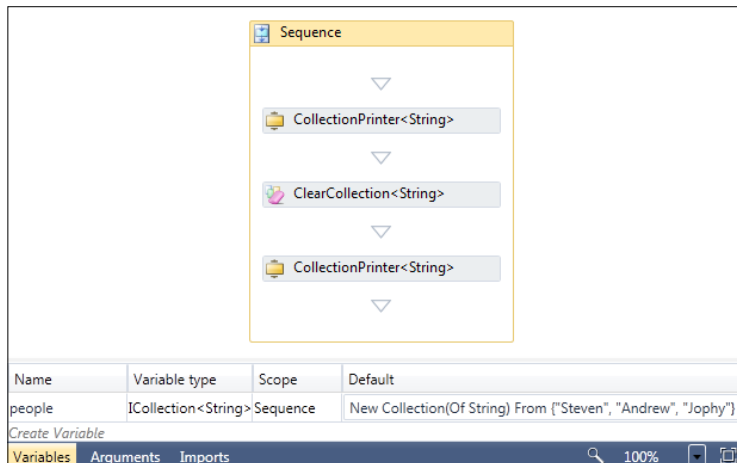 Sequence
CollectionPrinter<String>
ClearCollection<String>
CollectionPrinter<String>
Name Variable type Scope Default
people ICollection<String> Sequence New Collection(Of String) From {"Steven", "Andrew", "Jophy"}
Create Variable
Variables Arguments Imports 100%